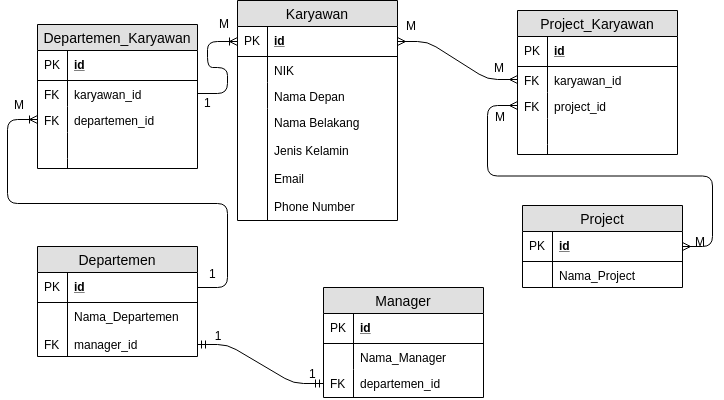 Departemen_Karyawan
PK id
FK karyawan_id
FK departemen_id
M
1
Karyawan
PK id
NIK
Nama Depan
Nama Belakang
Jenis Kelamin
Email
Phone Number
M
M
Project_Karyawan
PK id
FK karyawan_id
FK project_id
M
M
Project
PK id
Nama_Project
M
Departemen
PK id
Nama_Departemen
FK manager_id
1
1
1
Manager
PK id
Nama_Manager
FK departemen_id
M